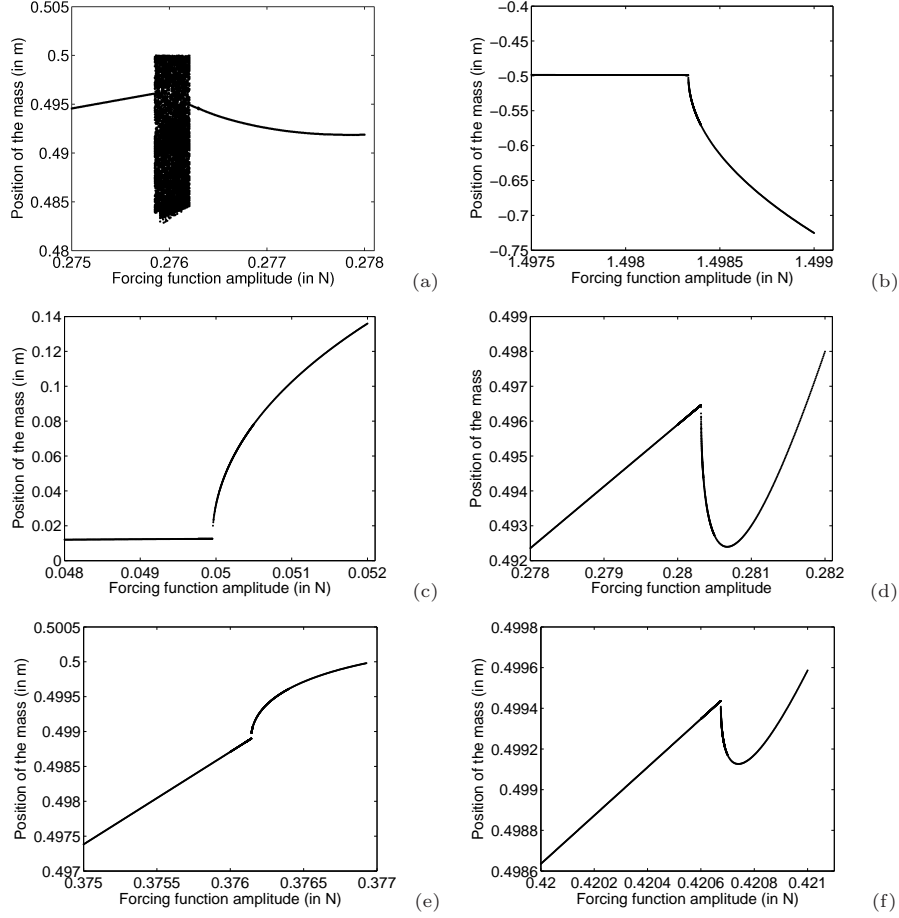 0.505
0.5
0.495
0.49
0.485
0.48
0.275 0.276 0.277 0.278
Position of the mass (in m)
Forcing function amplitude (in N)
(a)
−0.4
−0.45
−0.5
−0.55
−0.6
−0.65
−0.7
−0.75
1.4975 1.498 1.4985 1.499
Position of the mass (in m)
Forcing function amplitude (in N)
(b)
0.14
0.12
0.1
0.08
0.06
0.04
0.02
0
0.048 0.049 0.05 0.051 0.052
Position of the mass (in m)
Forcing function amplitude (in N)
(c)
0.499
0.498
0.497
0.496
0.495
0.494
0.493
0.492
0.278 0.279 0.28 0.281 0.282
Position of the mass
Forcing function amplitude
(d)
0.5005
0.5
0.4995
0.499
0.4985
0.498
0.4975
0.497
0.375 0.3755 0.376 0.3765 0.377
Position of the mass (in m)
Forcing function amplitude (in N)
(e)
0.4998
0.4996
0.4994
0.4992
0.499
0.4988
0.4986
0.42 0.4202 0.4204 0.4206 0.4208 0.421
Position of the mass (in m)
Forcing function amplitude (in N)
(f)